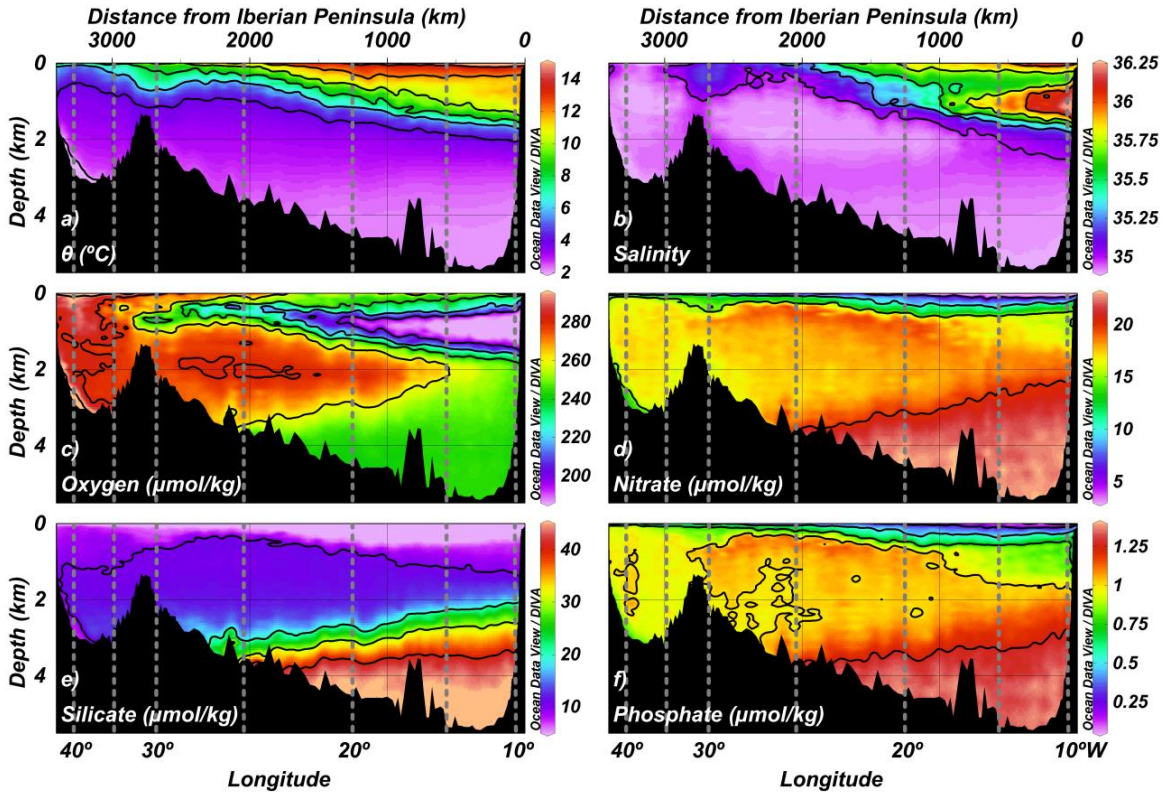 Distance from Iberian Peninsula (km) Distance from Iberian Peninsula (km)
3000 2000 1000 0 3000 2000 1000 0
0 2 4 Depth (km)
a)
θ (ºC)
14 12 10 8 6 4 2
Ocean Data View / DIVA
0 2 4 Depth (km)
b)
Salinity
36.25 36 35.75 35.5 35.25 35
Ocean Data View / DIVA
0 2 4 Depth (km)
c)
Oxygen (µmol/kg)
280 260 240 220 200
Ocean Data View / DIVA
d)
Nitrate (µmol/kg)
20 15 10 5
Ocean Data View / DIVA
0 2 4 Depth (km)
e)
Silicate (µmol/kg)
40 30 20 10
Ocean Data View / DIVA
f)
Phosphate (µmol/kg)
1.25 1 0.75 0.5 0.25
Ocean Data View / DIVA
40º 30º 20º 10º 40º 30º 20º 10ºW
Longitude Longitude